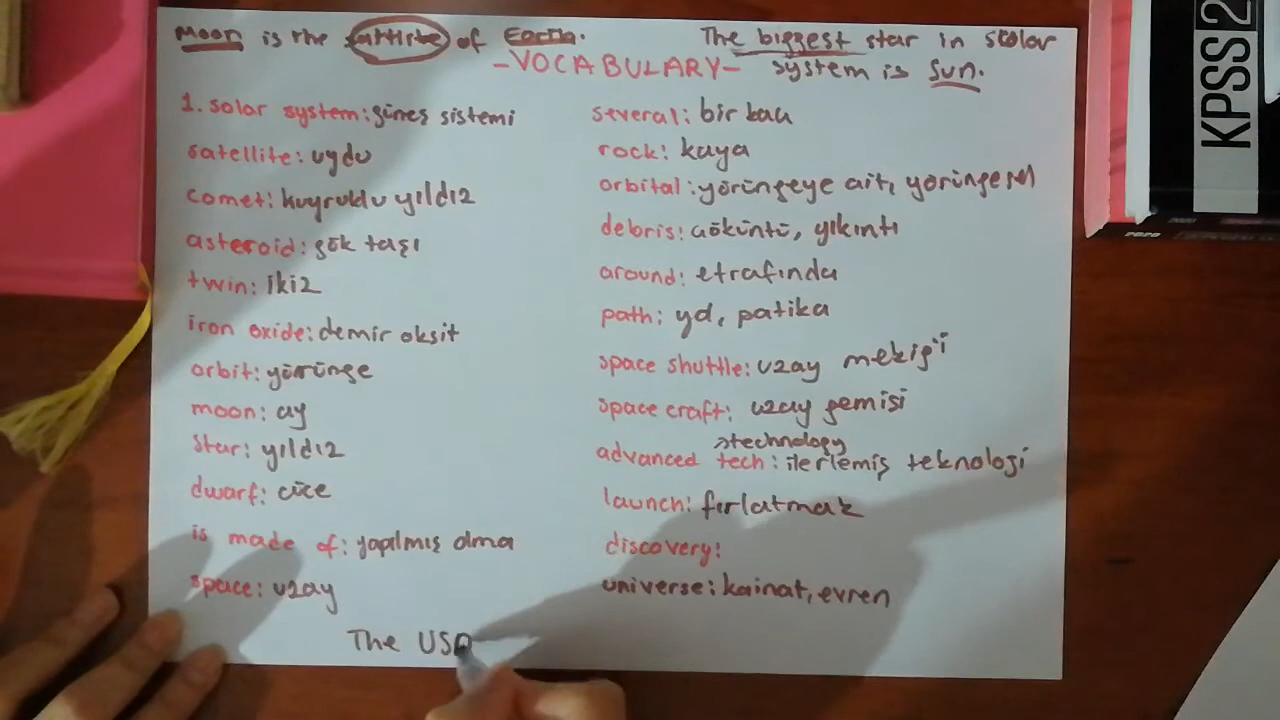 Moon is the sattlite of Earth.
The biggest star in stolar
system is Sun.
-VOCABULARY-
1. solar system: güneş sistemi
satellite: uydu
comet: kuyruklu yıldız
asteroid: gök taşı
twin: ikiz
iron oxide: demir oksit
orbit: yörünge
moon: ay
star: yıldız
dwarf: cüce
is made of: yapılmış olma
space: uzay
several: bir kaç
rock: kaya
orbital: yörüngeye ait, yörüngesel
debris: çöküntü, yıkıntı
around: etrafında
path: yol, patika
space shuttle: uzay mekiği
space craft: uzay gemisi
→technology
advanced tech: ilerlemiş teknoloji
launch: fırlatmak
discovery:
universe: kainat, evren
The USA
KPSS2